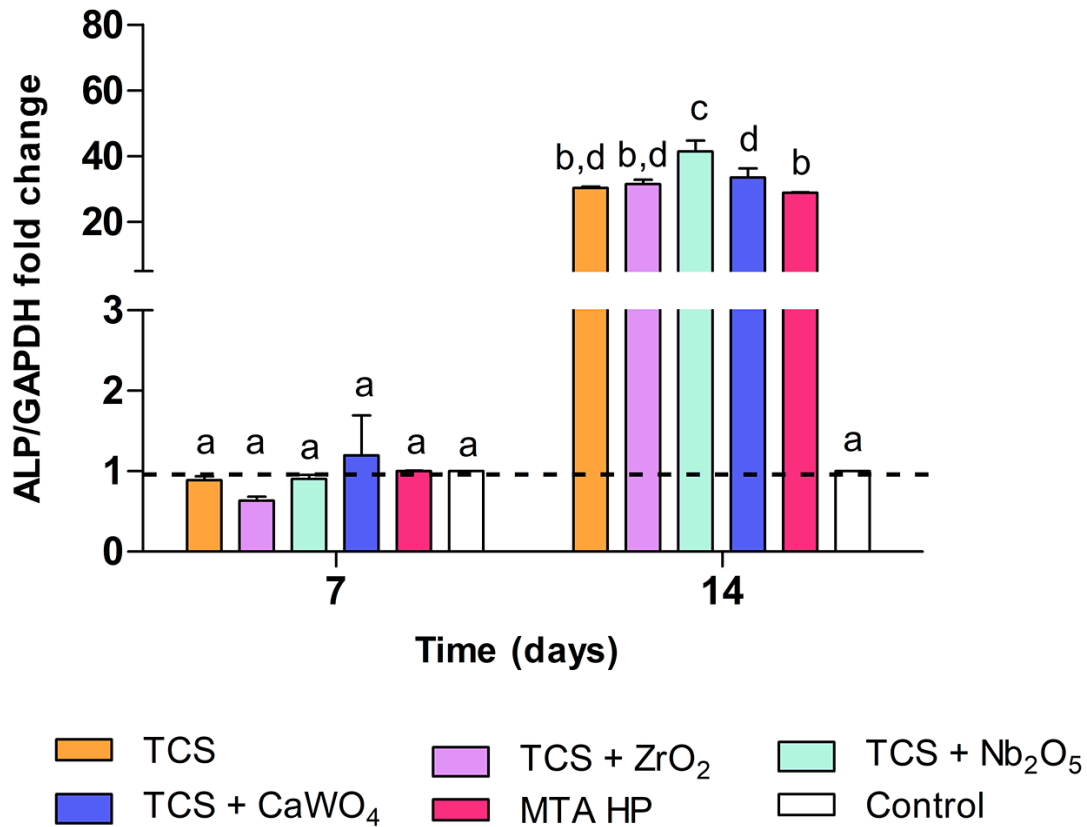 ALP/GAPDH fold change
80
60
40
20
3
2
1
0
a
a
a
a
a
a
b,d
b,d
c
d
b
a
7
14
Time (days)
TCS
TCS + ZrO₂
TCS + Nb₂O₅
TCS + CaWO₄
MTA HP
Control